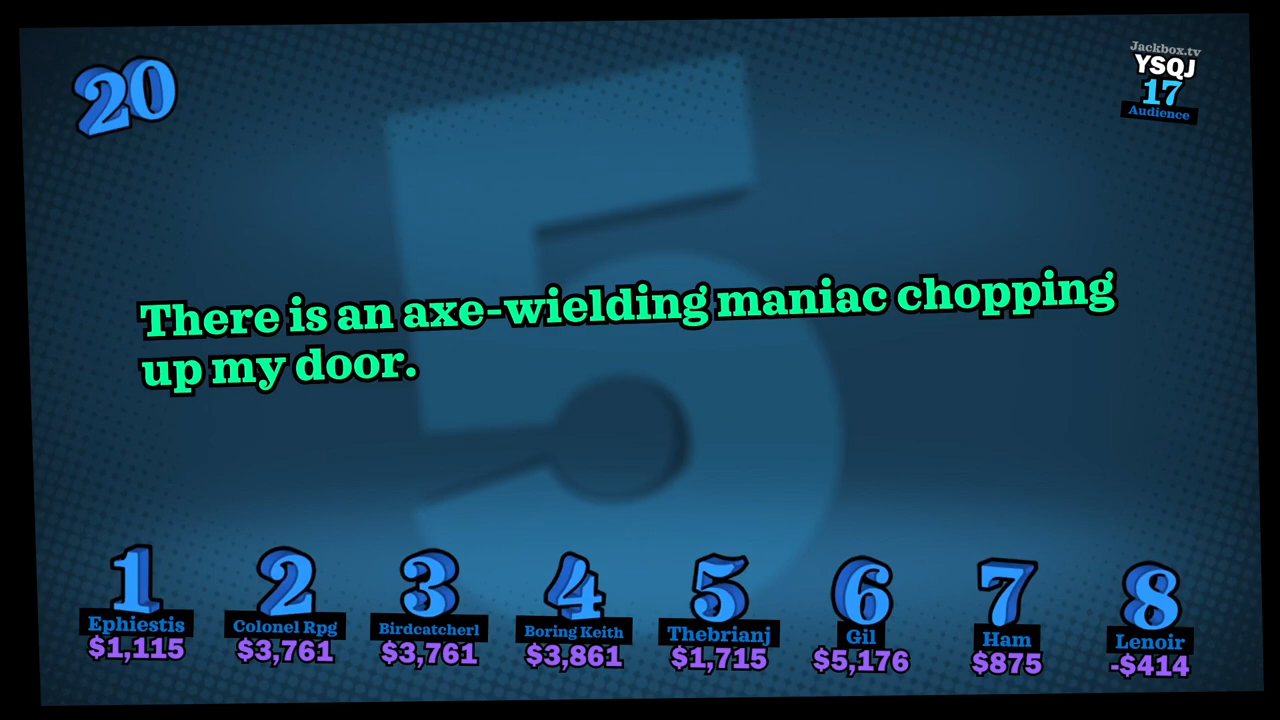 20
Jackbox.tv
YSQJ
17
Audience
There is an axe-wielding maniac chopping
up my door.
5
1 2 3 4 5 6 7 8
Ephiestis Colonel Rpg Birdcatcher1 Boring Keith Thebrianj Gil Ham Lenoir
$1,115 $3,761 $3,761 $3,861 $1,715 $5,176 $875 -$414